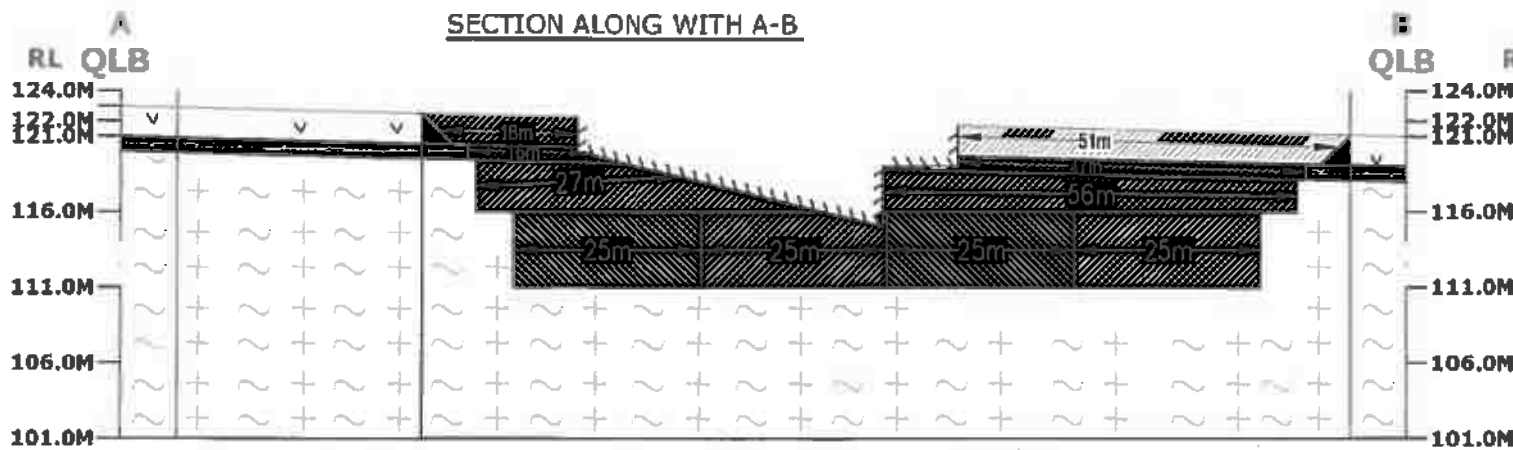 A
SECTION ALONG WITH A-B
B
RL QLB
QLB R
124.0M
124.0M
122.0M
122.0M
121.0M
121.0M
16m
51m
16m
27m
56m
116.0M
116.0M
25m 25m 25m 25m
111.0M
111.0M
106.0M
106.0M
101.0M
101.0M